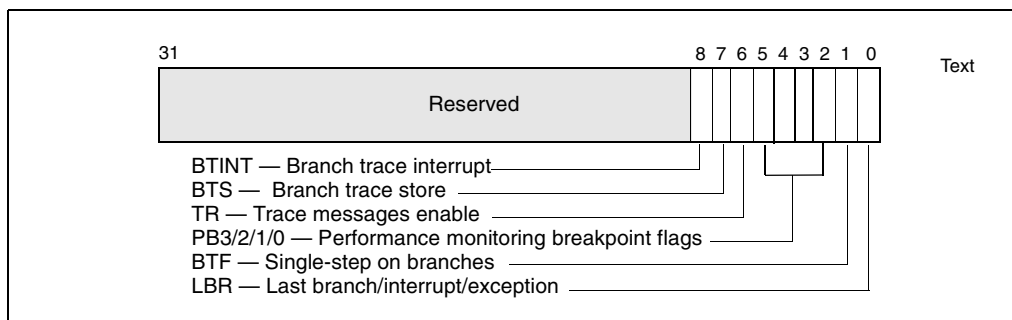 31 8 7 6 5 4 3 2 1 0
Text
Reserved
BTINT — Branch trace interrupt
BTS — Branch trace store
TR — Trace messages enable
PB3/2/1/0 — Performance monitoring breakpoint flags
BTF — Single-step on branches
LBR — Last branch/interrupt/exception